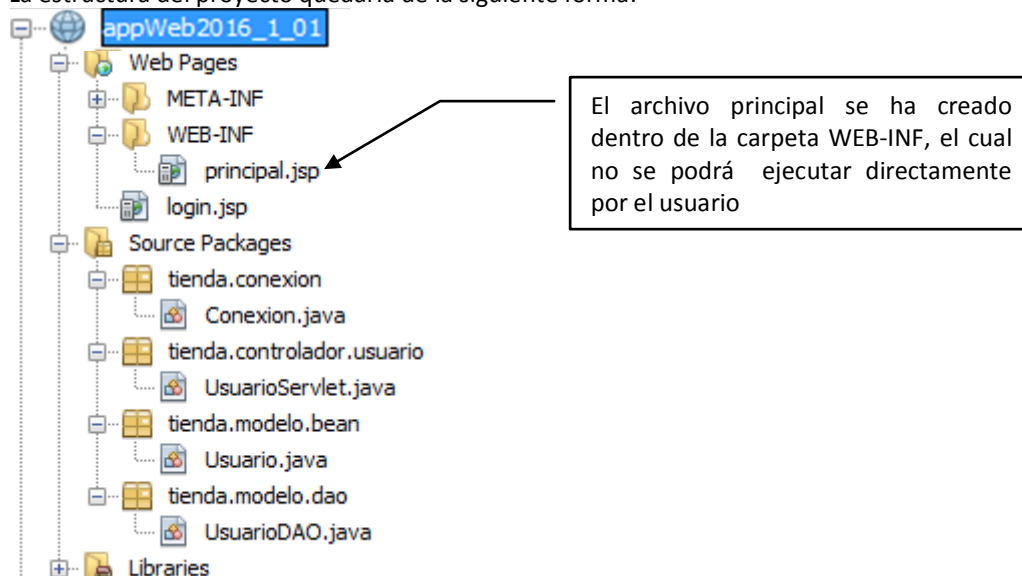 La estructura del proyecto quedaría de la siguiente forma:
appWeb2016_1_01
Web Pages
META-INF
WEB-INF
principal.jsp
login.jsp
Source Packages
tienda.conexion
Conexion.java
tienda.controlador.usuario
UsuarioServlet.java
tienda.modelo.bean
Usuario.java
tienda.modelo.dao
UsuarioDAO.java
Libraries
El archivo principal se ha creado
dentro de la carpeta WEB-INF, el cual
no se podrá ejecutar directamente
por el usuario